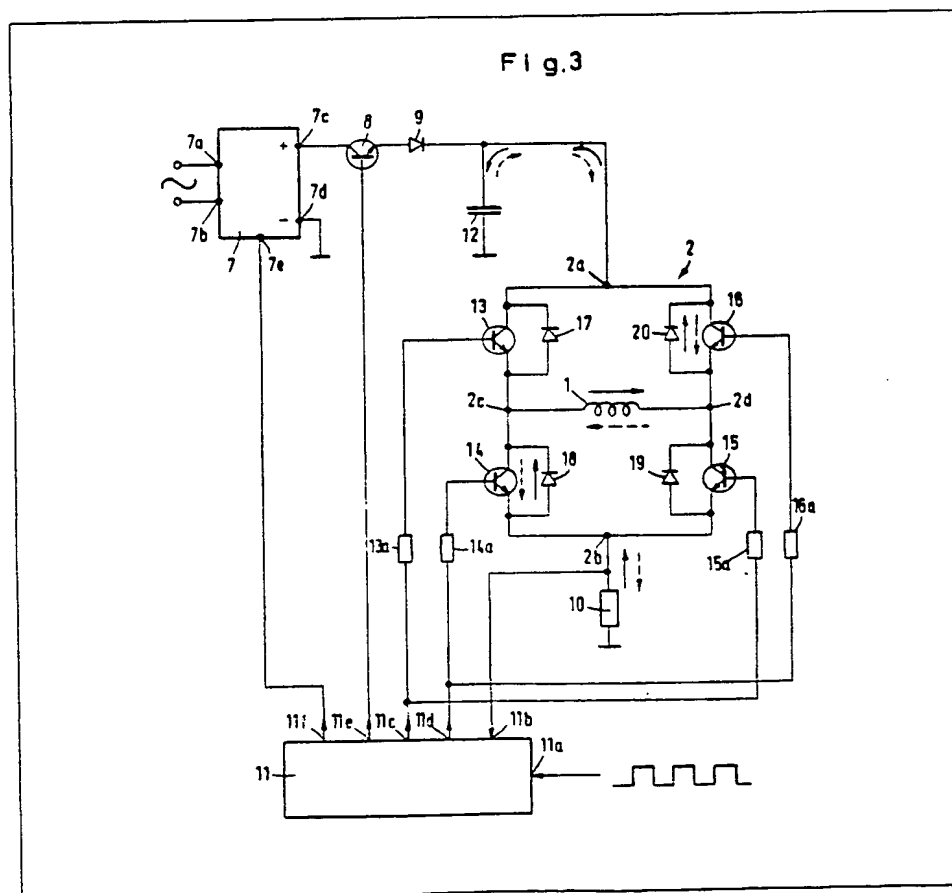 Fig.3
7c 8 9
7a + 7d
7b - 7 7e
12
2a 2
13 17 20 16
1
2c 2d
14 18 19 15
13a 14a 2b 15a 16a
10
11f 11e 11c 11d 11b
11 11a